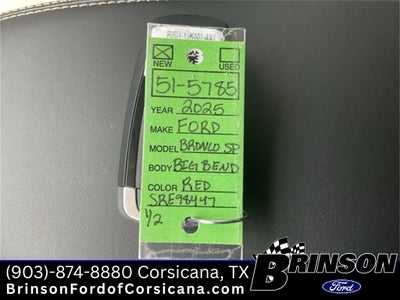 NEW USED
51-5785
YEAR 2025
MAKE FORD
MODEL BRONCO SP
BODY BIG BEND
COLOR RED
SRE98447
1/2
(903)-874-8880 Corsicana, TX
BrinsonFordofCorsicana.com
BRINSON
Ford